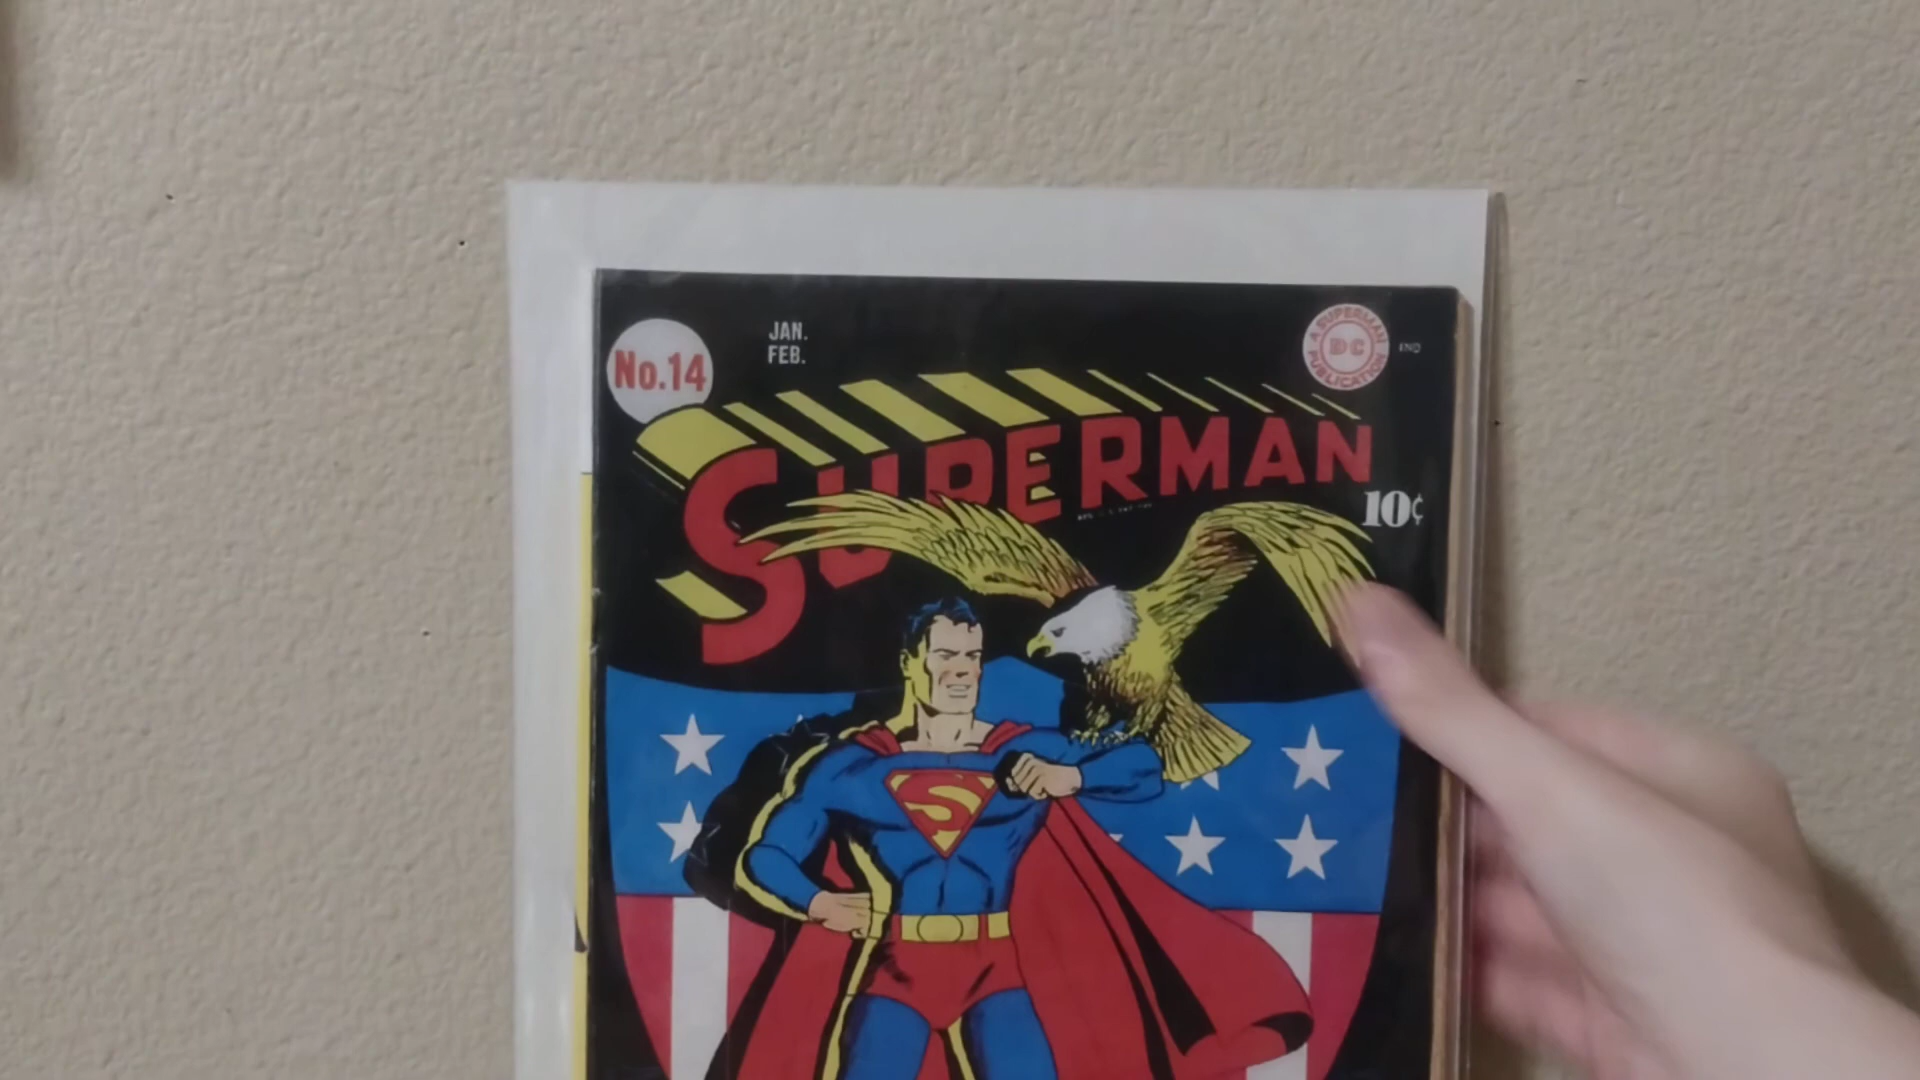 No.14
JAN.
FEB.
A SUPERMAN
DC
PUBLICATION
SUPERMAN
10¢
S